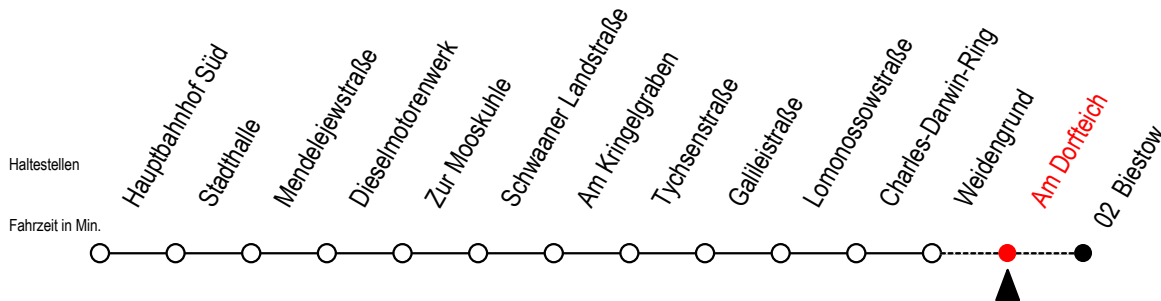 Haltestellen
Hauptbahnhof Süd
Stadthalle
Mendelejewstraße
Dieselmotorenwerk
Zur Mooskuhle
Schwaaner Landstraße
Am Kringelgraben
Tychsenstraße
Galileistraße
Lomonossowstraße
Charles-Darwin-Ring
Weidengrund
Am Dorfteich
02 Biestow
Fahrzeit in Min.